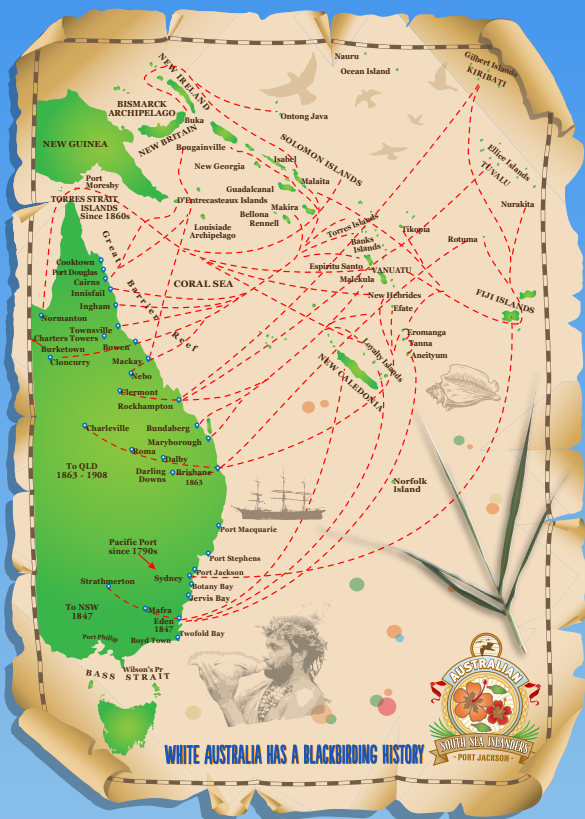 Nauru
Ocean Island
Gilbert Islands
KIRIBATI
NEW IRELAND
BISMARCK
ARCHIPELAGO
Buka
NEW BRITAIN
Ontong Java
NEW GUINEA
Bougainville
SOLOMON ISLANDS
Isabel
Ellice Islands
TUVALU
New Georgia
Malaita
Port
Moresby
Guadalcanal
TORRES STRAIT
ISLANDS
Since 1860s
D'Entrecasteaux Islands
Makira
Nurakita
Bellona
Rennell
Louisiade
Archipelago
Torres Islands
Tikopia
Banks
Islands
Rotuma
Great
Barrier
Reef
Cooktown
Port Douglas
Cairns
Innisfail
Ingham
CORAL SEA
Espiritu Santo
VANUATU
Malekula
New Hebrides
Efate
FIJI ISLANDS
Normanton
Townsville
Charters Towers
Burketown
Bowen
Cloncurry
Mackay
Nebo
Eromanga
Tanna
Aneityum
Loyalty Islands
NEW CALEDONIA
Clermont
Rockhampton
Charleville
Bundaberg
Maryborough
Roma
Dalby
To QLD
1863 - 1908
Darling
Downs
Brisbane
1863
Norfolk
Island
Port Macquarie
Pacific Port
since 1790s
Port Stephens
Port Jackson
Sydney
Strathmerton
Botany Bay
Jervis Bay
To NSW
1847
Mafra
Eden
1847
Twofold Bay
Port Phillip
Boyd Town
Wilson's Pr
BASS STRAIT
AUSTRALIAN
SOUTH SEA ISLANDERS
- PORT JACKSON -
WHITE AUSTRALIA HAS A BLACKBIRDING HISTORY